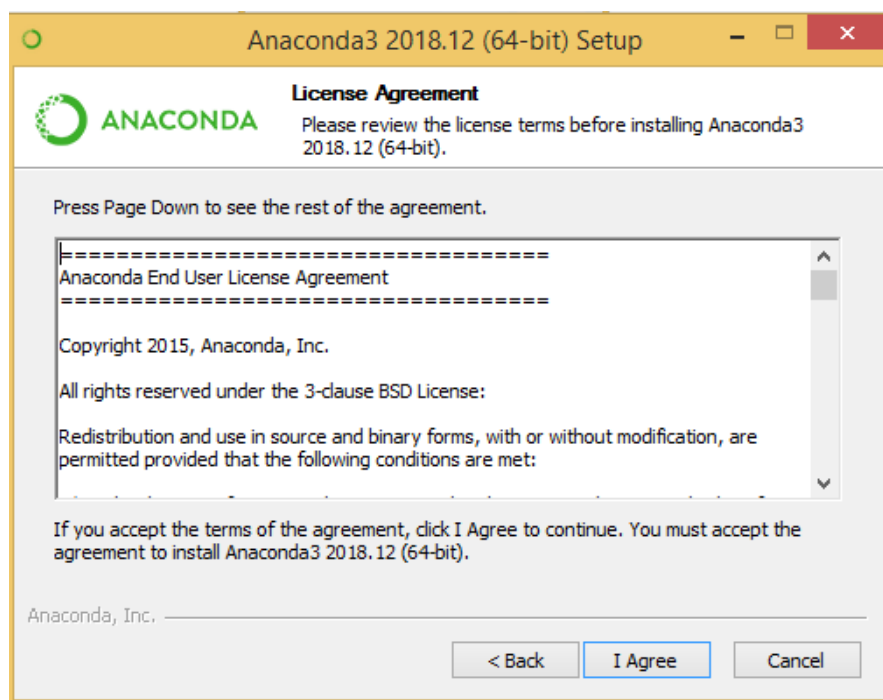 Anaconda3 2018.12 (64-bit) Setup
ANACONDA
License Agreement
Please review the license terms before installing Anaconda3
2018.12 (64-bit).
Press Page Down to see the rest of the agreement.
===================================
Anaconda End User License Agreement
===================================
Copyright 2015, Anaconda, Inc.
All rights reserved under the 3-clause BSD License:
Redistribution and use in source and binary forms, with or without modification, are
permitted provided that the following conditions are met:
If you accept the terms of the agreement, click I Agree to continue. You must accept the
agreement to install Anaconda3 2018.12 (64-bit).
Anaconda, Inc.
< Back
I Agree
Cancel